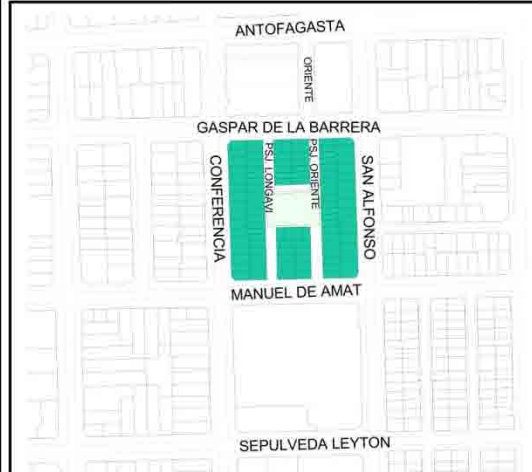 ANTOFAGASTA
ORIENTE
GASPAR DE LA BARRERA
CONFERENCIA
PSJ. LONGAVI
PSJ. ORIENTE
SAN ALFONSO
MANUEL DE AMAT
SEPULVEDA LEYTON